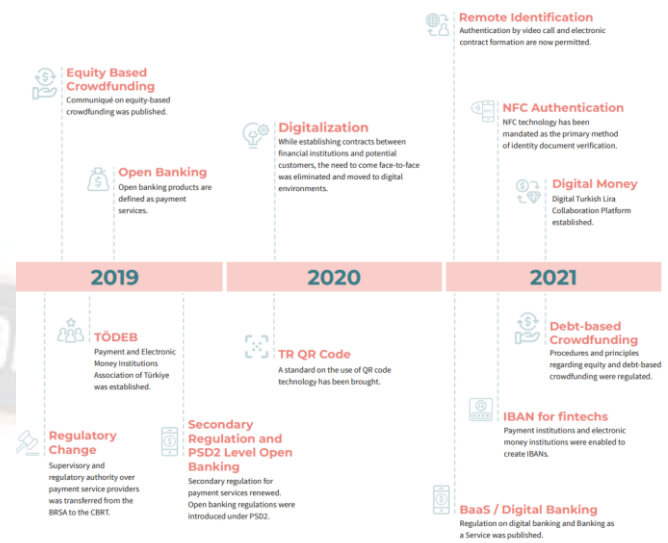 Remote Identification
Authentication by video call and electronic
contract formation are now permitted.
Equity Based
Crowdfunding
Communiqué on equity-based
crowdfunding was published.
NFC Authentication
NFC technology has been
mandated as the primary method
of identity document verification.
Digitalization
While establishing contracts between
financial institutions and potential
customers, the need to come face-to-face
was eliminated and moved to digital
environments.
Open Banking
Open banking products are
defined as payment
services.
Digital Money
Digital Turkish Lira
Collaboration Platform
established.
2019
2020
2021
TÖDEB
Payment and Electronic
Money Institutions
Association of Türkiye
was established.
TR QR Code
A standard on the use of QR code
technology has been brought.
Debt-based
Crowdfunding
Procedures and principles
regarding equity and debt-based
crowdfunding were regulated.
Regulatory
Change
Supervisory and
regulatory authority over
payment service providers
was transferred from the
BRSA to the CBRT.
Secondary
Regulation and
PSD2 Level Open
Banking
Secondary regulation for
payment services renewed.
Open banking regulations were
introduced under PSD2.
IBAN for fintechs
Payment institutions and electronic
money institutions were enabled to
create IBANs.
BaaS / Digital Banking
Regulation on digital banking and Banking as
a Service was published.